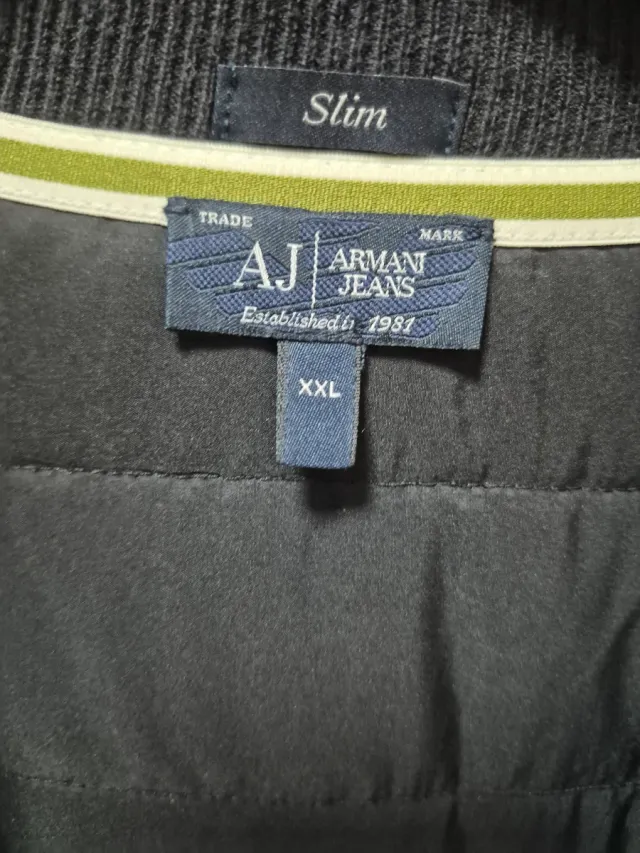 Slim
TRADE MARK
AJ ARMANI
JEANS
Established in 1981
XXL